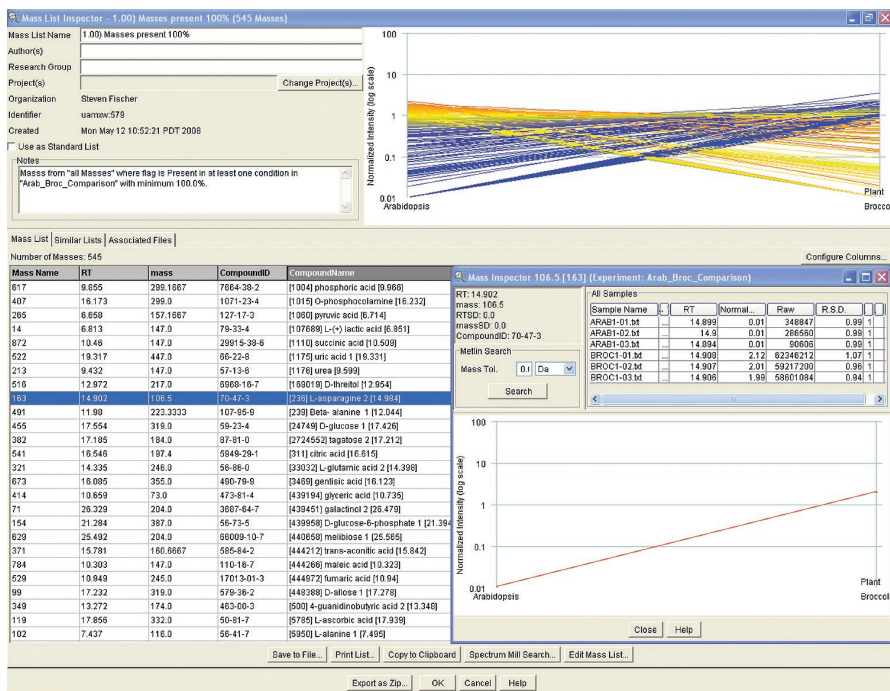 Mass List Inspector - 1.00) Masses present 100% (545 Masses)
Mass List Name 1.00) Masses present 100%
Author(s)
Research Group
Project(s) Change Project(s)...
Organization Steven Fischer
Identifier uamxw:579
Created Mon May 12 10:52:21 PDT 2008
Use as Standard List
Notes
Masss from "all Masses" where flag is Present in at least one condition in
"Arab_Broc_Comparison" with minimum 100.0%.
Normalized Intensity (log scale)
100
10
1
0.1
0.01
Arabidopsis
Plant
Broccoli
Mass List Similar Lists Associated Files
Number of Masses: 545 Configure Columns...
Mass Name RT mass CompoundID CompoundName
617 9.855 299.1667 7664-38-2 [1004] phosphoric acid [9.966]
407 16.173 299.0 1071-23-4 [1015] O-phosphocolamine [16.232]
265 6.658 157.1667 127-17-3 [1060] pyruvic acid [6.714]
14 6.813 147.0 79-33-4 [107689] L-(+) lactic acid [6.851]
872 10.46 147.0 29915-38-6 [1110] succinic acid [10.509]
522 19.317 447.0 66-22-8 [1175] uric acid 1 [19.331]
213 9.432 147.0 57-13-6 [1176] urea [9.599]
516 12.972 217.0 6968-16-7 [169019] D-threitol [12.954]
163 14.902 106.5 70-47-3 [236] L-asparagine 2 [14.984]
491 11.98 223.3333 107-95-9 [239] Beta- alanine 1 [12.044]
455 17.554 319.0 59-23-4 [24749] D-glucose 1 [17.426]
382 17.185 184.0 87-81-0 [2724552] tagatose 2 [17.212]
541 16.546 197.4 5949-29-1 [311] citric acid [16.615]
321 14.335 246.0 56-86-0 [33032] L-glutamic acid 2 [14.398]
673 16.085 355.0 490-79-9 [3469] gentisic acid [16.123]
414 10.659 73.0 473-81-4 [439194] glyceric acid [10.735]
71 26.329 204.0 3687-64-7 [439451] galactinol 2 [26.479]
154 21.284 387.0 56-73-5 [439958] D-glucose-6-phosphate 1 [21.394
629 25.492 204.0 66009-10-7 [440658] melibiose 1 [25.565]
371 15.781 160.6667 585-84-2 [444212] trans-aconitic acid [15.842]
784 10.303 147.0 110-16-7 [444266] maleic acid [10.323]
529 10.949 245.0 17013-01-3 [444972] fumaric acid [10.94]
99 17.232 319.0 579-36-2 [448388] D-allose 1 [17.278]
349 13.272 174.0 463-00-3 [500] 4-guanidinobutyric acid 2 [13.348]
119 17.856 332.0 50-81-7 [5785] L-ascorbic acid [17.939]
102 7.437 116.0 56-41-7 [5950] L-alanine 1 [7.495]
Mass Inspector 106.5 [163] (Experiment: Arab_Broc_Comparison)
RT: 14.902
mass: 106.5
RTSD: 0.0
massSD: 0.0
CompoundID: 70-47-3
Metlin Search
Mass Tol. Da
Search
All Samples
Sample Name RT Normal... Raw R.S.D.
ARAB1-01.txt ... 14.899 0.01 348847 0.99 1
ARAB1-02.txt ... 14.9 0.01 286560 0.99 1
ARAB1-03.txt ... 14.894 0.01 90606 0.99 1
BROC1-01.txt ... 14.908 2.12 62346212 1.07 1
BROC1-02.txt ... 14.907 2.01 59217200 0.96 1
BROC1-03.txt ... 14.906 1.99 58601084 0.94 1
Normalized Intensity (log scale)
100
10
1
0.1
0.01
Arabidopsis
Plant
Broccoli
Close Help
Save to File... Print List... Copy to Clipboard Spectrum Mill Search... Edit Mass List...
Export as Zip... OK Cancel Help